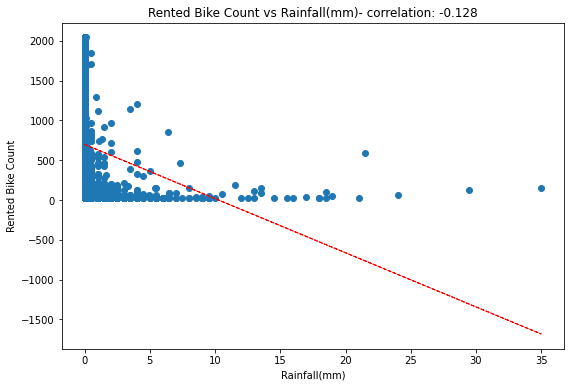 Rented Bike Count vs Rainfall(mm)- correlation: -0.128
2000
1500
1000
500
0
−500
−1000
−1500
Rented Bike Count
0 5 10 15 20 25 30 35
Rainfall(mm)